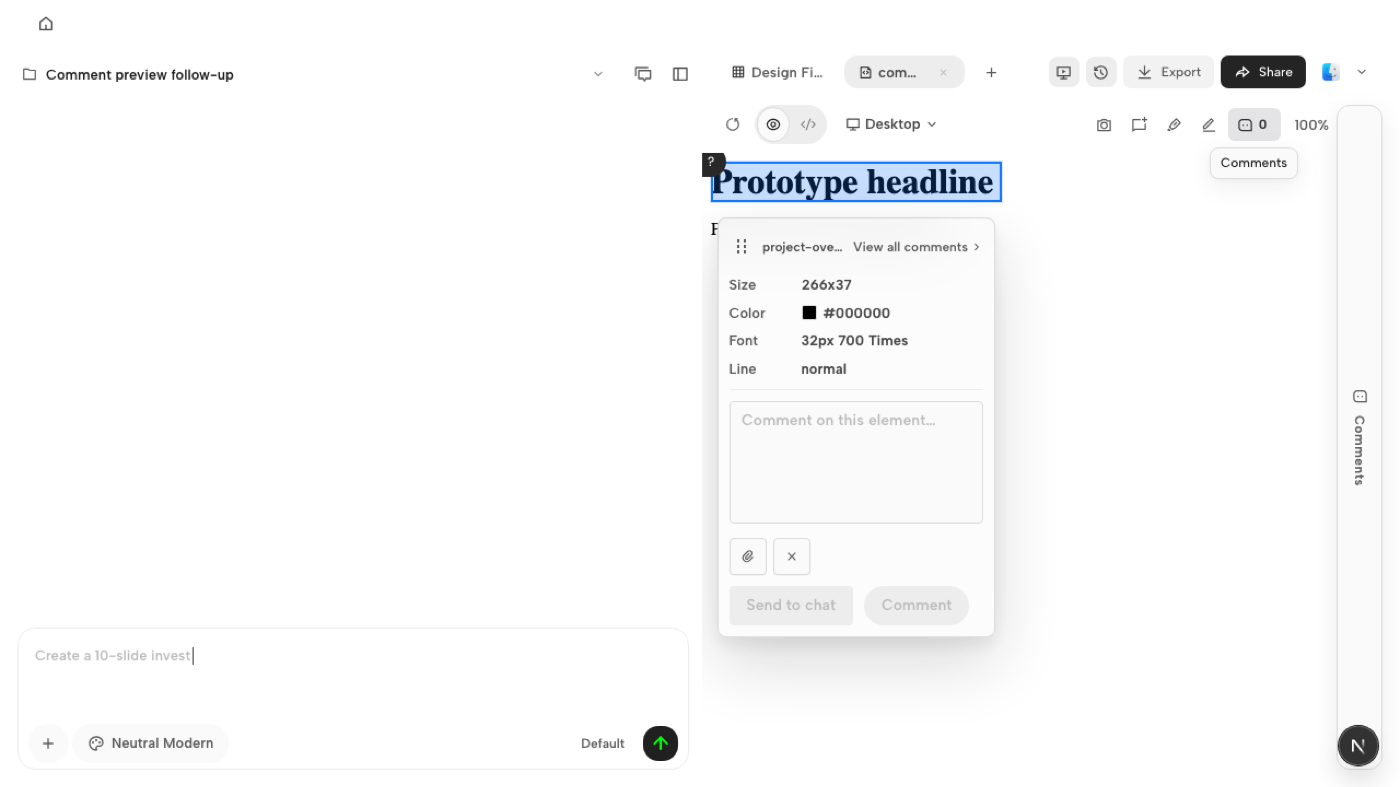 Comment preview follow-up
Design Fi...
com...
Export
Share
Desktop
0
100%
Comments
?
Prototype headline
F
project-ove...
View all comments
Size
266x37
Color
#000000
Font
32px 700 Times
Line
normal
Comment on this element...
Send to chat
Comment
Comments
Create a 10-slide invest
Neutral Modern
Default
N